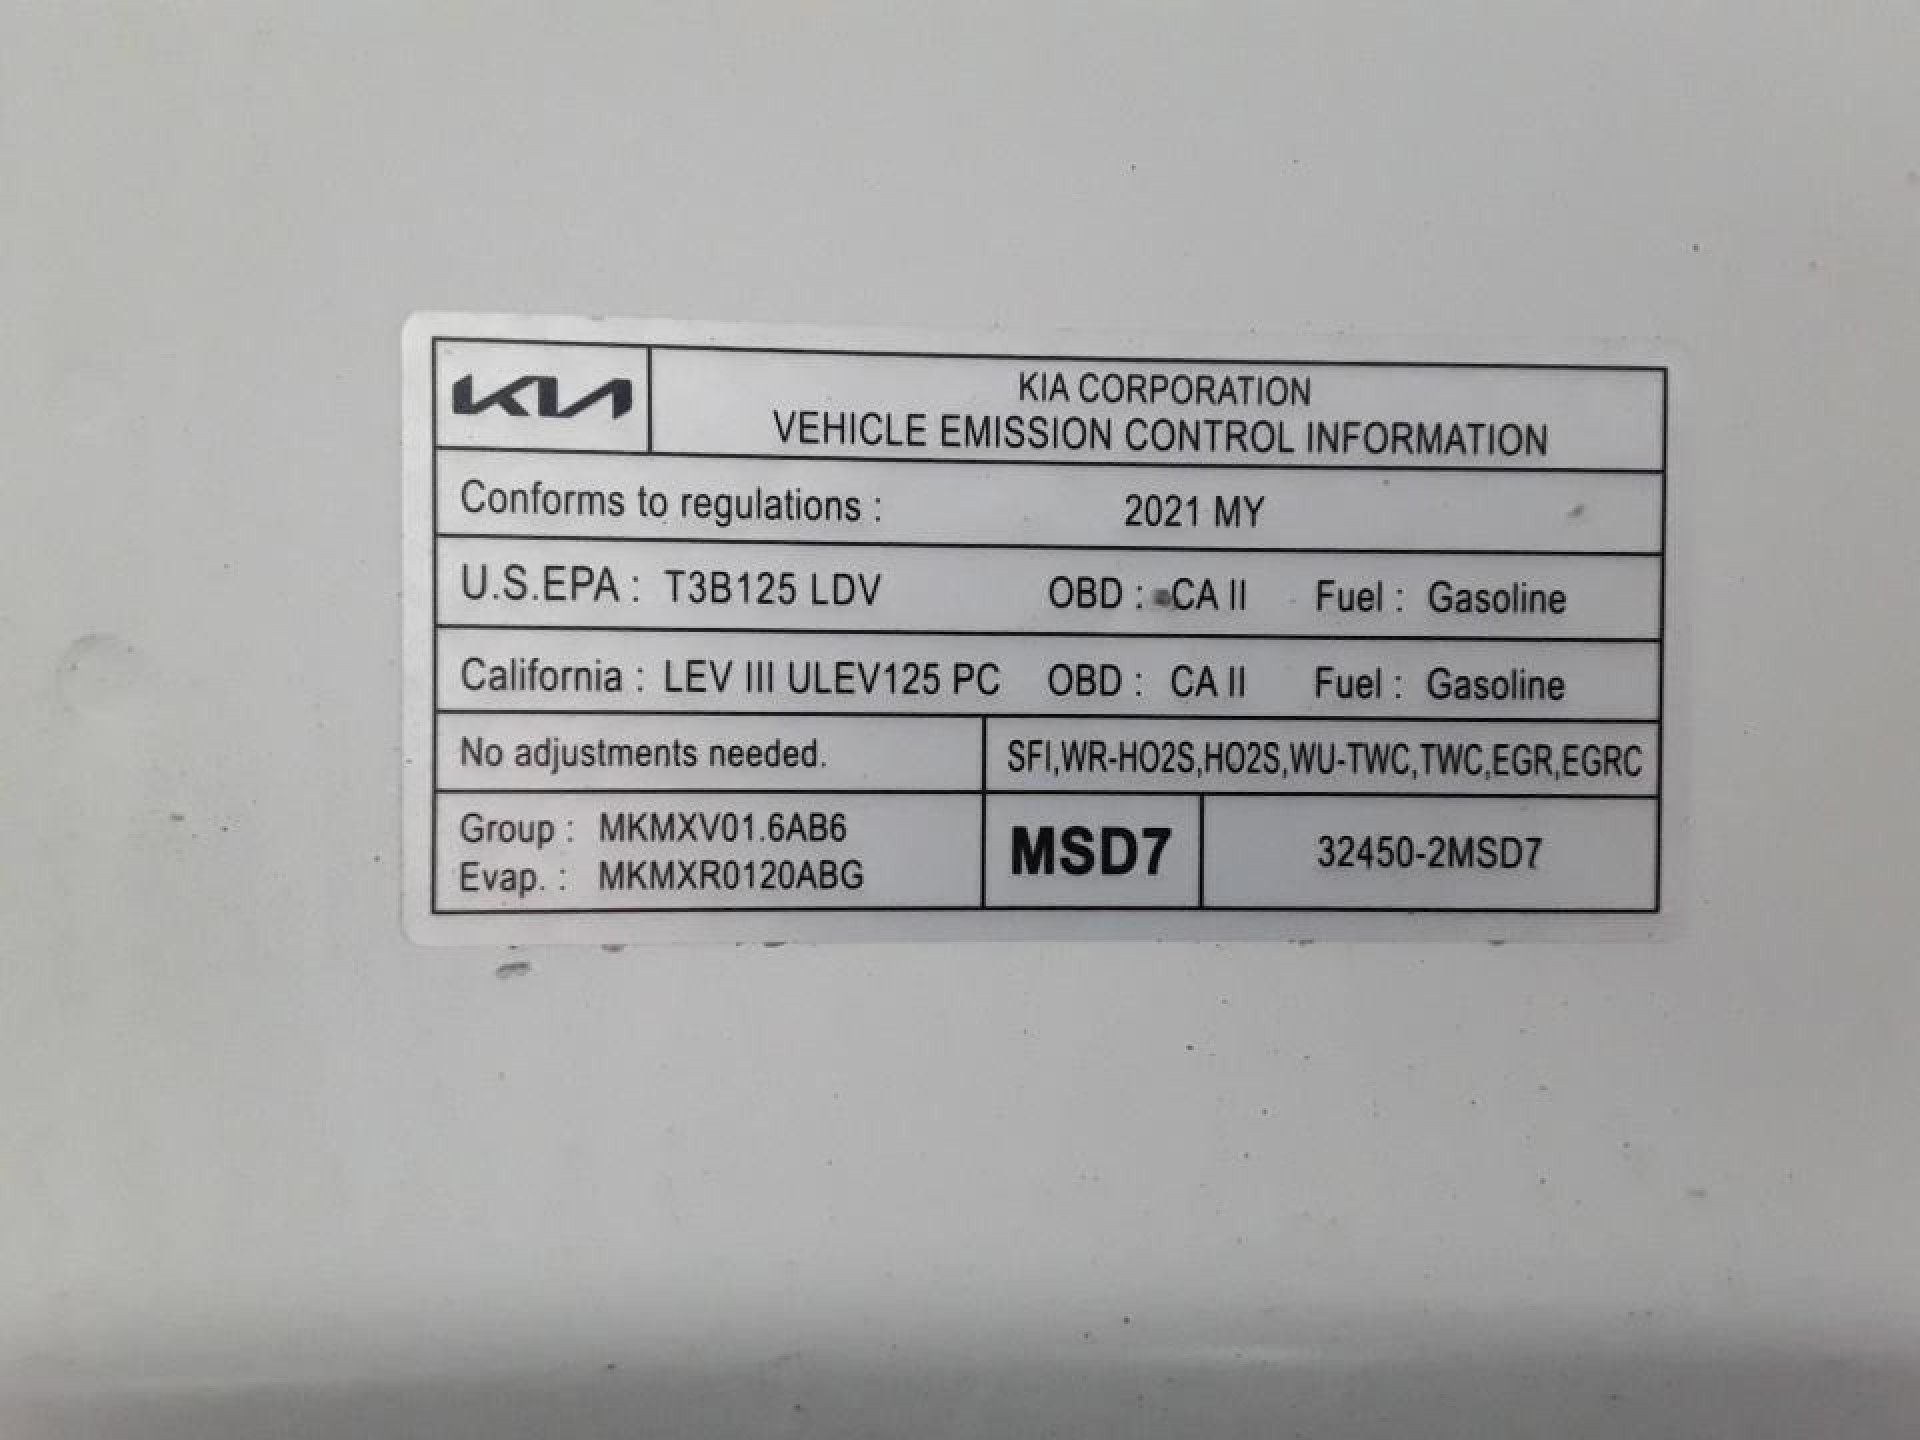 KIA
KIA CORPORATION
VEHICLE EMISSION CONTROL INFORMATION
Conforms to regulations : 2021 MY
U.S.EPA : T3B125 LDV OBD : CA II Fuel : Gasoline
California : LEV III ULEV125 PC OBD : CA II Fuel : Gasoline
No adjustments needed. SFI,WR-HO2S,HO2S,WU-TWC,TWC,EGR,EGRC
Group : MKMXV01.6AB6
Evap. : MKMXR0120ABG
MSD7
32450-2MSD7